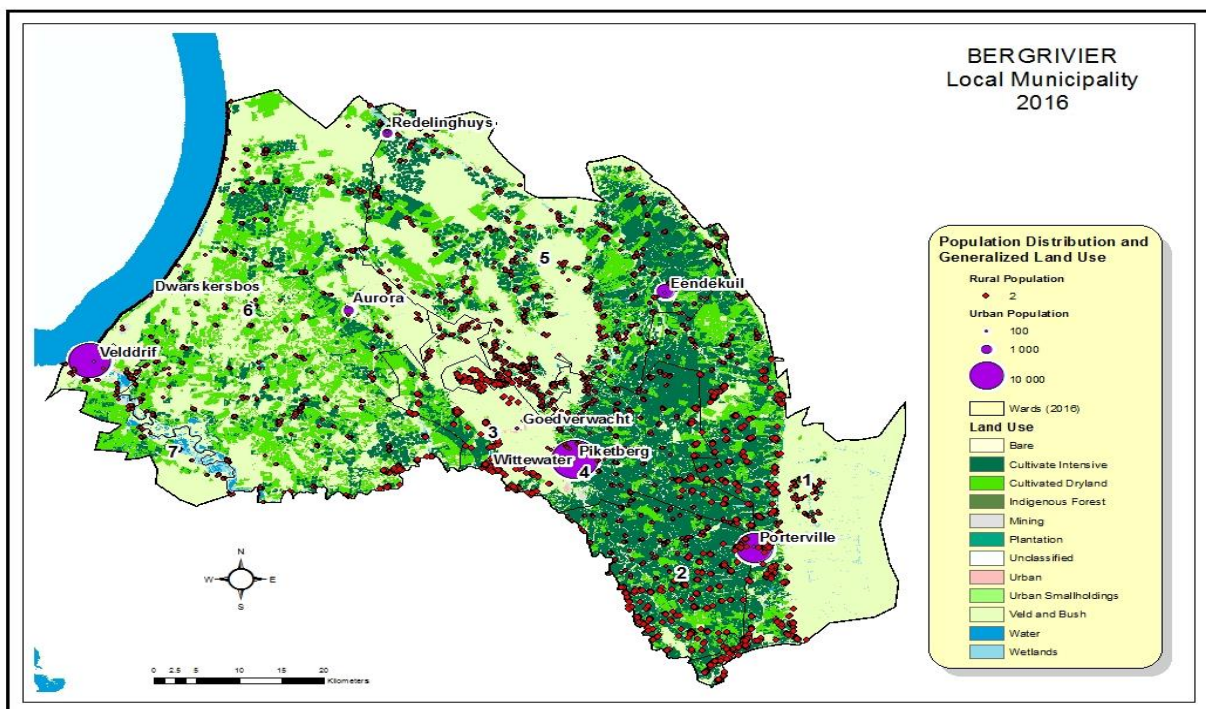 BERGRIVIER
Local Municipality
2016
Redelinghuys
5
Eendekuil
Dwarskersbos
6
Aurora
Velddrif
Goedverwacht
3
Wittewater
Piketberg
4
7
1
Porterville
2
N
W
E
S
0 2.5 5 10 15 20
Kilometers
Population Distribution and
Generalized Land Use
Rural Population
2
Urban Population
100
1 000
10 000
Wards (2016)
Land Use
Bare
Cultivate Intensive
Cultivated Dryland
Indigenous Forest
Mining
Plantation
Unclassified
Urban
Urban Smallholdings
Veld and Bush
Water
Wetlands